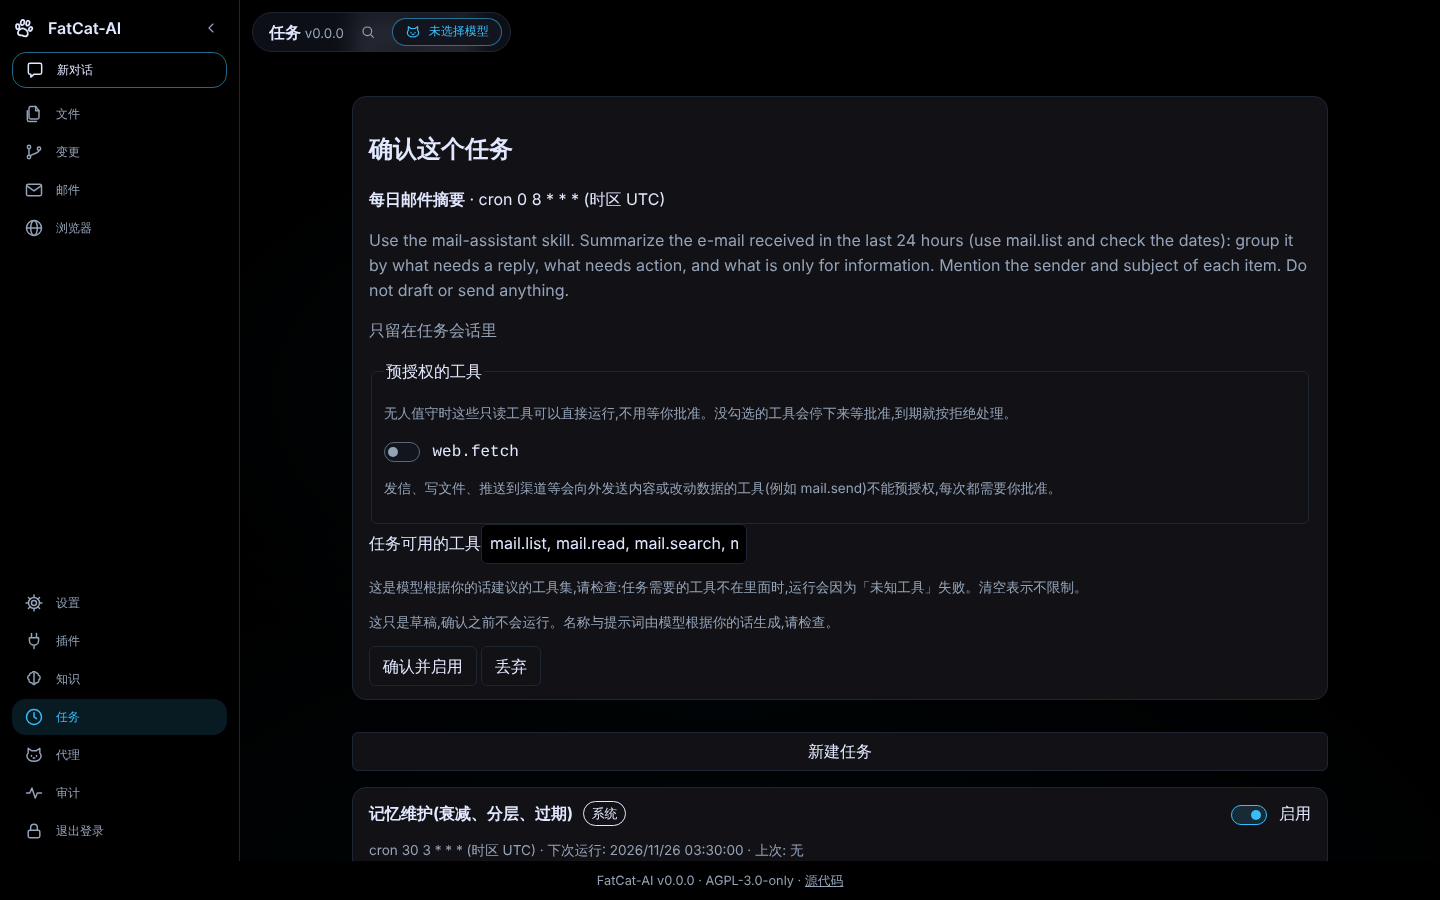 FatCat-AI
新对话
文件
变更
邮件
浏览器
设置
插件
知识
任务
代理
审计
退出登录
任务 v0.0.0
未选择模型
确认这个任务
每日邮件摘要 · cron 0 8 * * * (时区 UTC)
Use the mail-assistant skill. Summarize the e-mail received in the last 24 hours (use mail.list and check the dates): group it
by what needs a reply, what needs action, and what is only for information. Mention the sender and subject of each item. Do
not draft or send anything.
只留在任务会话里
预授权的工具
无人值守时这些只读工具可以直接运行,不用等你批准。没勾选的工具会停下来等批准,到期就按拒绝处理。
web.fetch
发信、写文件、推送到渠道等会向外发送内容或改动数据的工具(例如 mail.send)不能预授权,每次都需要你批准。
任务可用的工具 mail.list, mail.read, mail.search,
这是模型根据你的话建议的工具集,请检查:任务需要的工具不在里面时,运行会因为「未知工具」失败。清空表示不限制。
这只是草稿,确认之前不会运行。名称与提示词由模型根据你的话生成,请检查。
确认并启用 丢弃
新建任务
记忆维护(衰减、分层、过期) 系统 启用
cron 30 3 * * * (时区 UTC) · 下次运行: 2026/11/26 03:30:00 · 上次: 无
FatCat-AI v0.0.0 · AGPL-3.0-only · 源代码